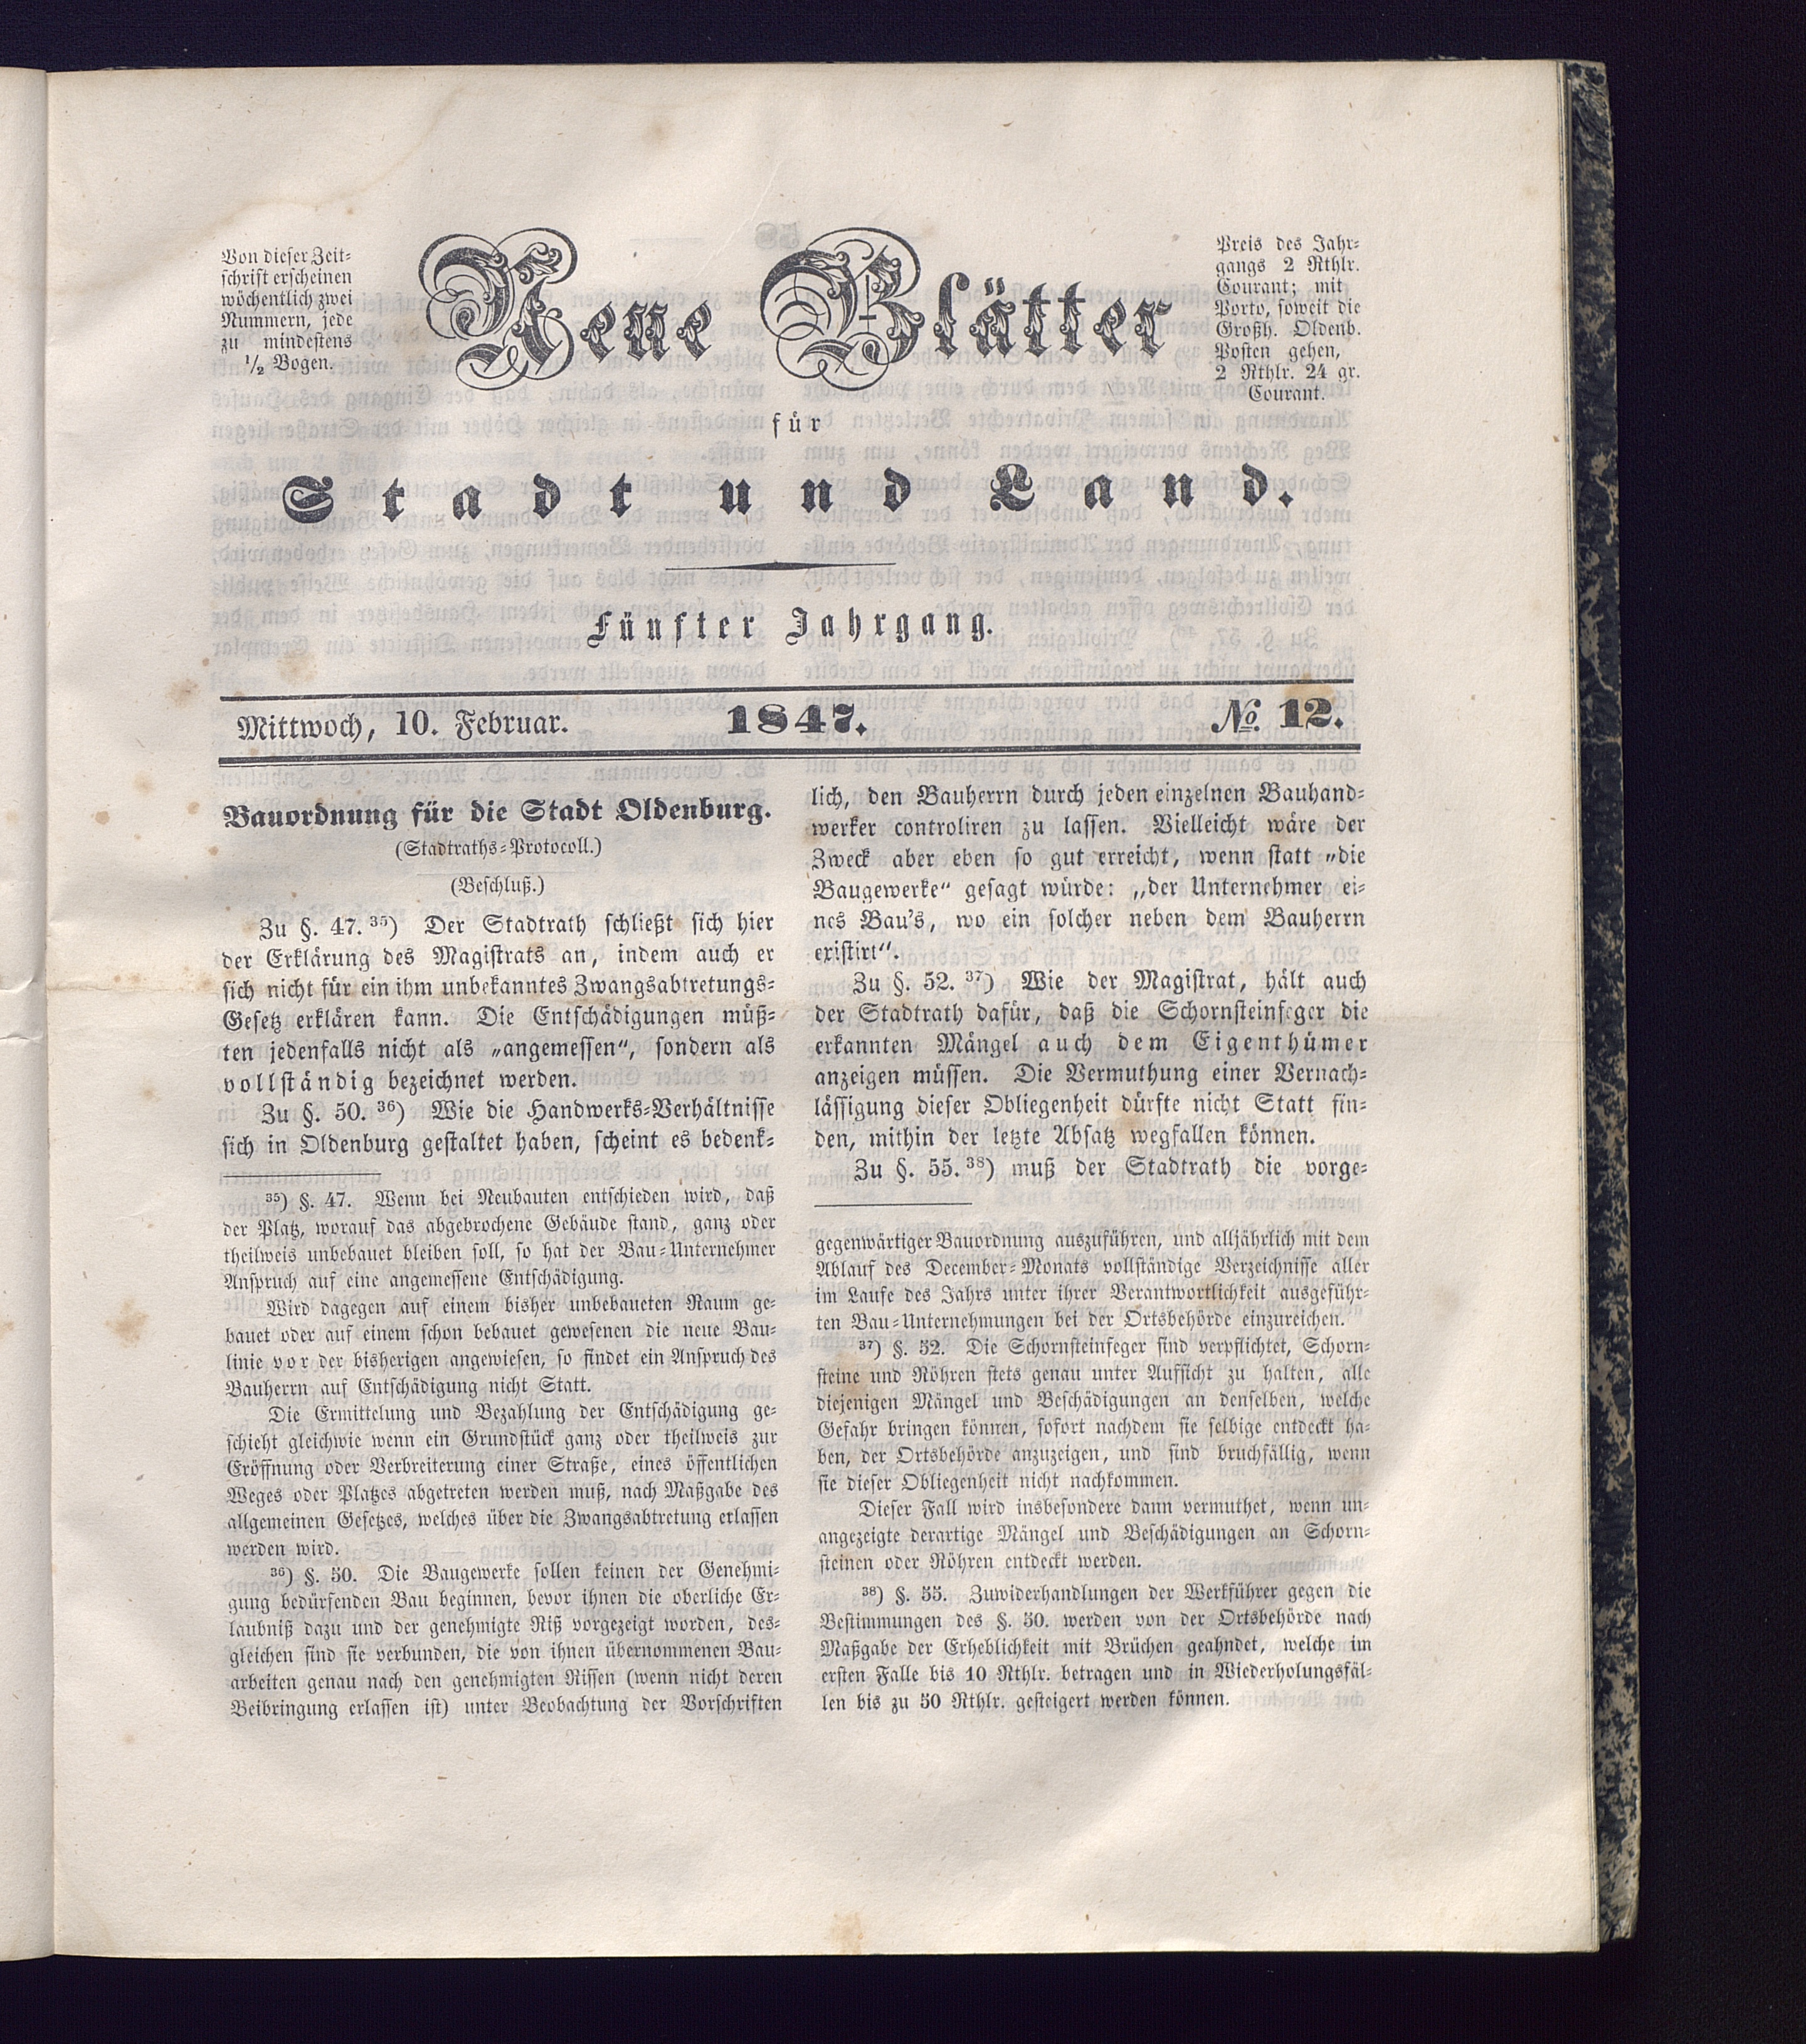 Von dieser Zeit-
schrift erscheinen
wöchentlich zwei
Nummern, jede
zu mindestens
1/2 Bogen.
Neue Blätter
für
Stadt und Land.
Preis des Jahr-
gangs 2 Rthlr.
Courant; mit
Porto, soweit die
Großh. Oldenb.
Posten gehen,
2 Rthlr. 24 gr.
Courant.
Fünfter Jahrgang.
Mittwoch, 10. Februar. 1847. No. 12.
Bauordnung für die Stadt Oldenburg.
(Stadtraths-Protocoll.)
(Beschluß.)
Zu §. 47. 35) Der Stadtrath schließt sich hier
der Erklärung des Magistrats an, indem auch er
sich nicht für ein ihm unbekanntes Zwangsabtretungs-
Gesetz erklären kann. Die Entschädigungen müß-
ten jedenfalls nicht als „angemessen“, sondern als
vollständig bezeichnet werden.
Zu §. 50. 36) Wie die Handwerks-Verhältnisse
sich in Oldenburg gestaltet haben, scheint es bedenk-
35) §. 47. Wenn bei Neubauten entschieden wird, daß
der Platz, worauf das abgebrochene Gebäude stand, ganz oder
theilweis unbebauet bleiben soll, so hat der Bau-Unternehmer
Anspruch auf eine angemessene Entschädigung.
Wird dagegen auf einem bisher unbebaueten Raum ge-
bauet oder auf einem schon bebauet gewesenen die neue Bau-
linie vor der bisherigen angewiesen, so findet ein Anspruch des
Bauherrn auf Entschädigung nicht Statt.
Die Ermittelung und Bezahlung der Entschädigung ge-
schieht gleichwie wenn ein Grundstück ganz oder theilweis zur
Eröffnung oder Verbreiterung einer Straße, eines öffentlichen
Weges oder Platzes abgetreten werden muß, nach Maßgabe des
allgemeinen Gesetzes, welches über die Zwangsabtretung erlassen
werden wird.
36) §. 50. Die Baugewerke sollen keinen der Genehmi-
gung bedürfenden Bau beginnen, bevor ihnen die oberliche Er-
laubniß dazu und der genehmigte Riß vorgezeigt worden, des-
gleichen sind sie verbunden, die von ihnen übernommenen Bau-
arbeiten genau nach den genehmigten Rissen (wenn nicht deren
Beibringung erlassen ist) unter Beobachtung der Vorschriften
lich, den Bauherrn durch jeden einzelnen Bauhand-
werker controliren zu lassen. Vielleicht wäre der
Zweck aber eben so gut erreicht, wenn statt „die
Baugewerke“ gesagt würde: „der Unternehmer ei-
nes Bau's, wo ein solcher neben dem Bauherrn
existirt“.
Zu §. 52. 37) Wie der Magistrat, hält auch
der Stadtrath dafür, daß die Schornsteinfeger die
erkannten Mängel auch dem Eigenthümer
anzeigen müssen. Die Vermuthung einer Vernach-
lässigung dieser Obliegenheit dürfte nicht Statt fin-
den, mithin der letzte Absatz wegfallen können.
Zu §. 55. 38) muß der Stadtrath die vorge-
gegenwärtiger Bauordnung auszuführen, und alljährlich mit dem
Ablauf des December-Monats vollständige Verzeichnisse aller
im Laufe des Jahrs unter ihrer Verantwortlichkeit ausgeführ-
ten Bau-Unternehmungen bei der Ortsbehörde einzureichen.
37) §. 52. Die Schornsteinfeger sind verpflichtet, Schorn-
steine und Röhren stets genau unter Aufsicht zu halten, alle
diejenigen Mängel und Beschädigungen an denselben, welche
Gefahr bringen können, sofort nachdem sie selbige entdeckt ha-
ben, der Ortsbehörde anzuzeigen, und sind bruchfällig, wenn
sie dieser Obliegenheit nicht nachkommen.
Dieser Fall wird insbesondere dann vermuthet, wenn un-
angezeigte derartige Mängel und Beschädigungen an Schorn-
steinen oder Röhren entdeckt werden.
38) §. 55. Zuwiderhandlungen der Werkführer gegen die
Bestimmungen des §. 50. werden von der Ortsbehörde nach
Maßgabe der Erheblichkeit mit Brüchen geahndet, welche im
ersten Falle bis 10 Rthlr. betragen und in Wiederholungsfäl-
len bis zu 50 Rthlr. gesteigert werden können.